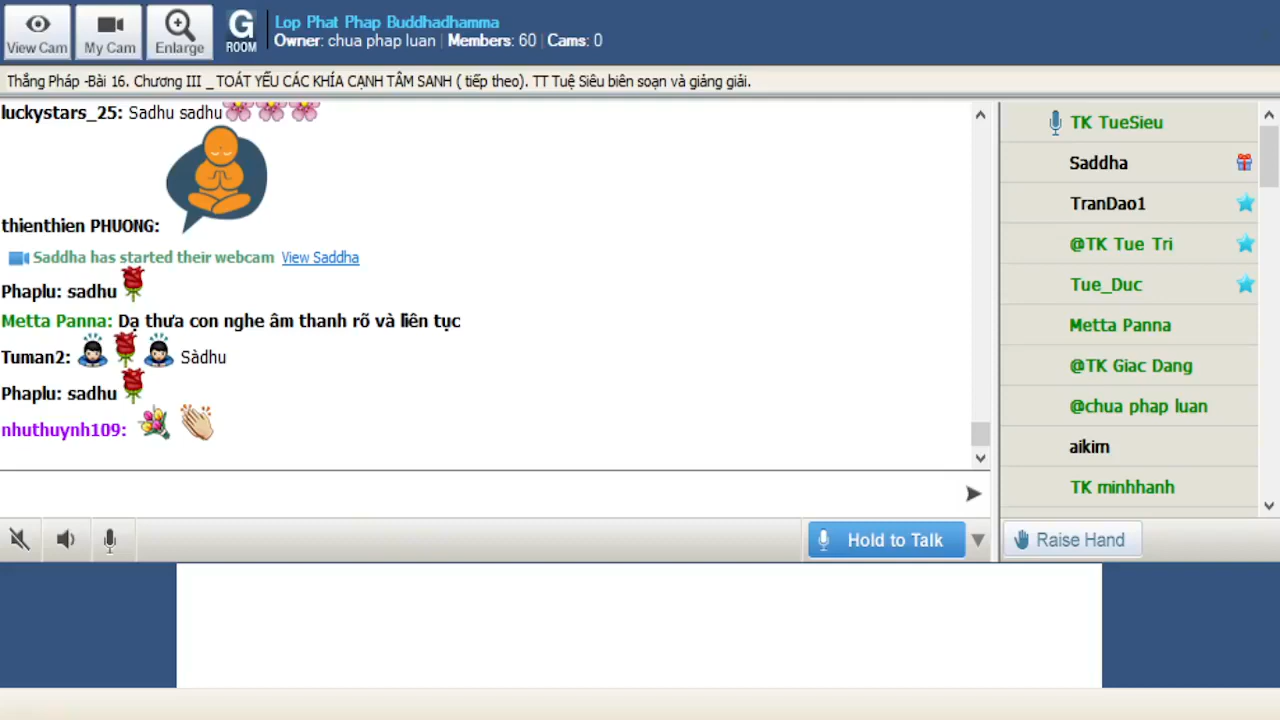 View Cam
My Cam
Enlarge
G
ROOM
Lop Phat Phap Buddhadhamma
Owner: chua phap luan | Members: 60 | Cams: 0
Thắng Pháp -Bài 16. Chương III _TOÁT YẾU CÁC KHÍA CẠNH TÂM SANH ( tiếp theo). TT Tuệ Siêu biên soạn và giảng giải.
luckystars_25: Sadhu sadhu
thienthien PHUONG:
Saddha has started their webcam View Saddha
Phaplu: sadhu
Metta Panna: Dạ thưa con nghe âm thanh rõ và liên tục
Tuman2: Sàdhu
Phaplu: sadhu
nhuthuynh109:
TK TueSieu
Saddha
TranDao1
@TK Tue Tri
Tue_Duc
Metta Panna
@TK Giac Dang
@chua phap luan
aikim
TK minhhanh
Hold to Talk
Raise Hand